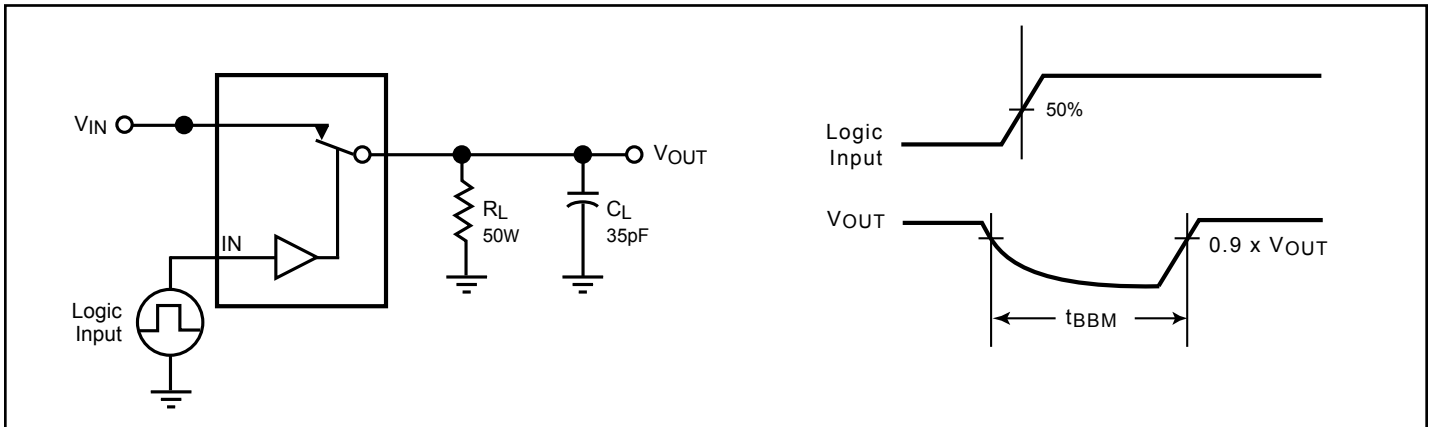 VIN
VOUT
RL
50W
CL
35pF
IN
Logic
Input
50%
Logic
Input
VOUT
0.9 x VOUT
tBBM